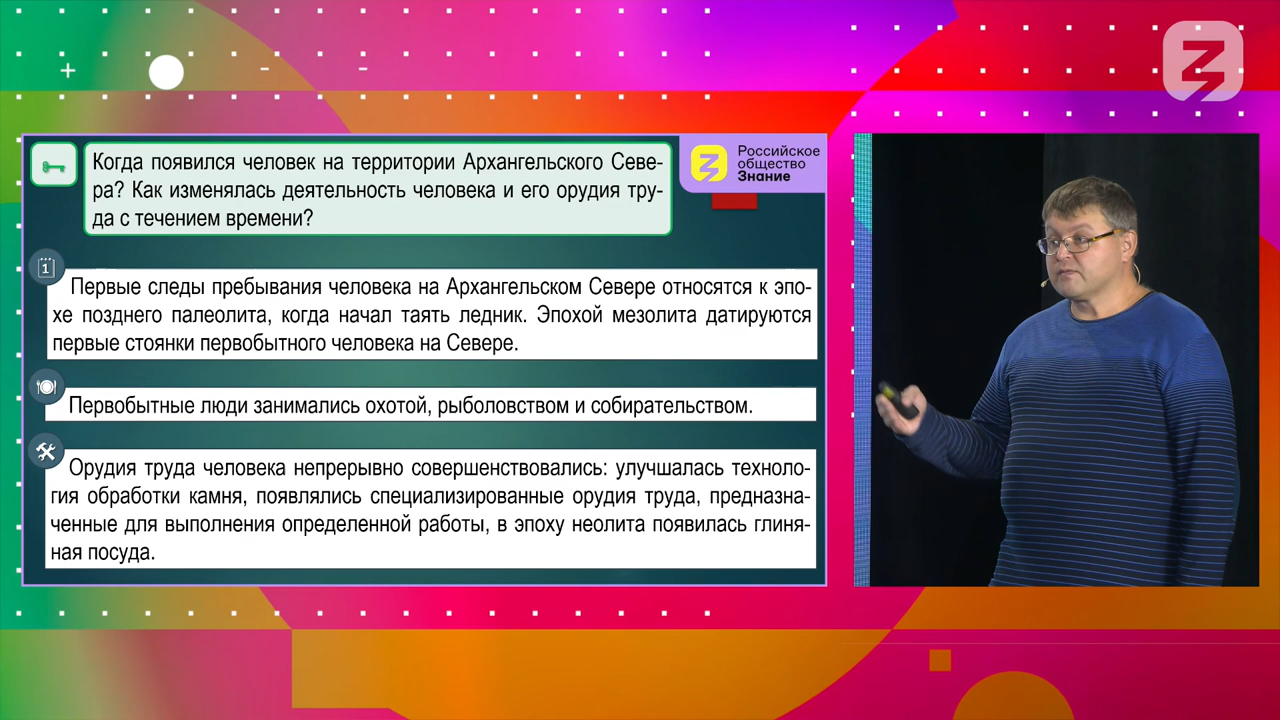 Когда появился человек на территории Архангельского Севе-
ра? Как изменялась деятельность человека и его орудия тру-
да с течением времени?
Российское
общество
Знание
1
Первые следы пребывания человека на Архангельском Севере относятся к эпо-
хе позднего палеолита, когда начал таять ледник. Эпохой мезолита датируются
первые стоянки первобытного человека на Севере.
Первобытные люди занимались охотой, рыболовством и собирательством.
Орудия труда человека непрерывно совершенствовались: улучшалась техноло-
гия обработки камня, появлялись специализированные орудия труда, предназна-
ченные для выполнения определенной работы, в эпоху неолита появилась глиня-
ная посуда.